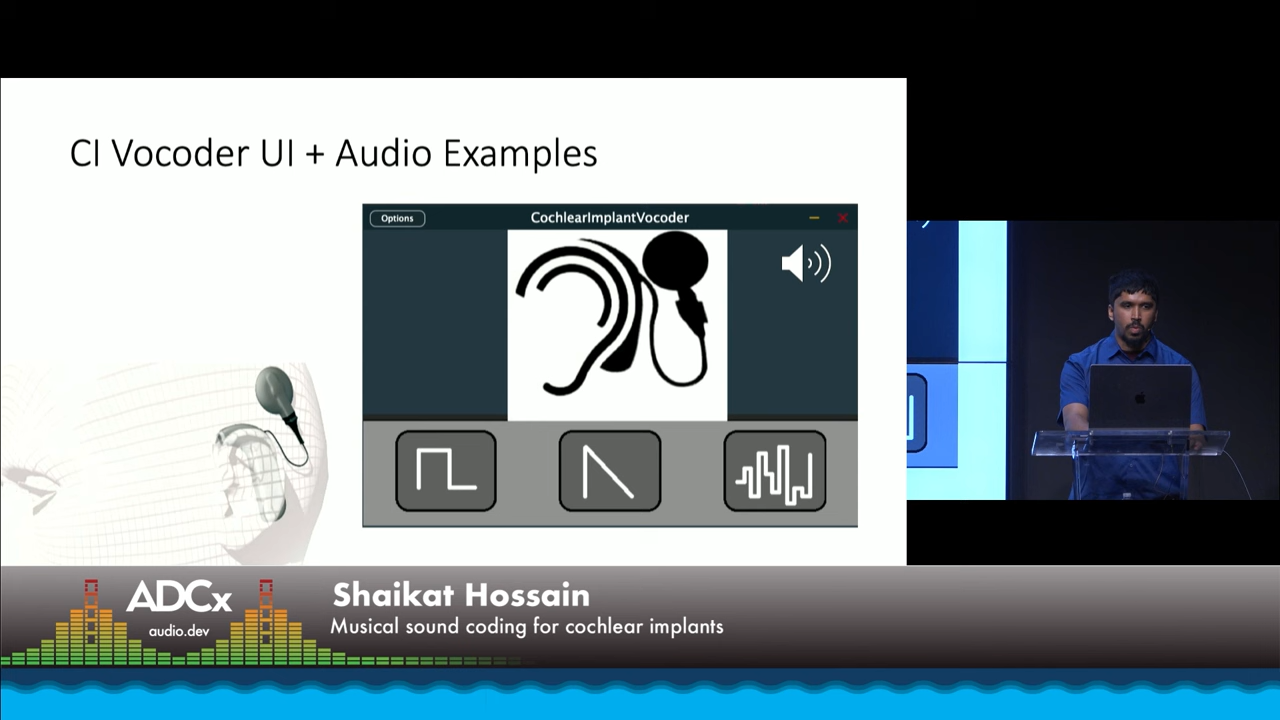 CI Vocoder UI + Audio Examples
Options
CochlearImplantVocoder
ADCx
audio.dev
Shaikat Hossain
Musical sound coding for cochlear implants